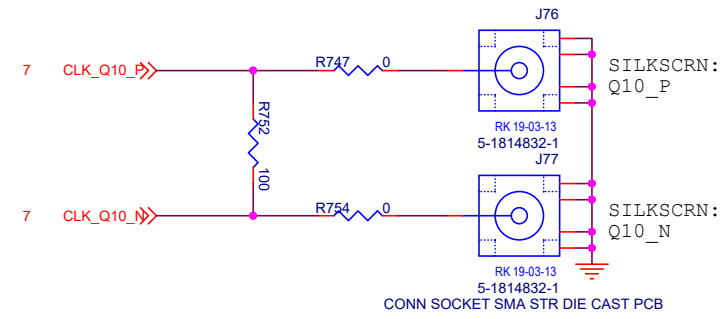 J76
7 CLK_Q10_P
R747 0
SILKSCRN:
Q10_P
R752
100
RK 19-03-13
5-1814832-1
J77
7 CLK_Q10_N
R754 0
SILKSCRN:
Q10_N
RK 19-03-13
5-1814832-1
CONN SOCKET SMA STR DIE CAST PCB